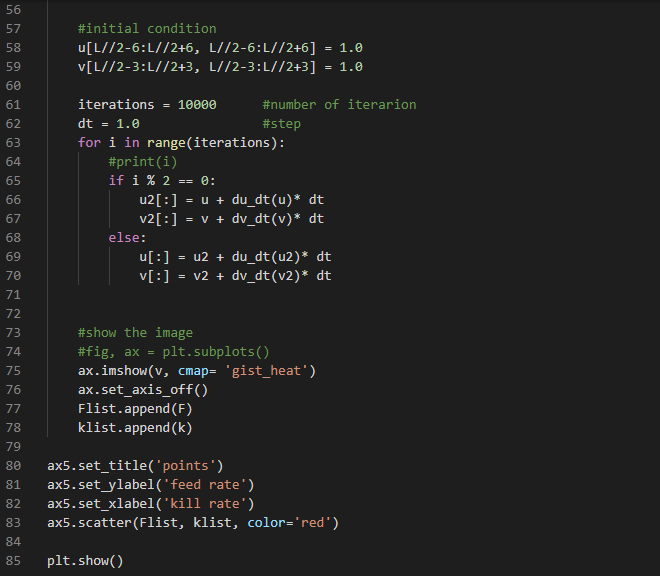 56
57 #initial condition
58 u[L//2-6:L//2+6, L//2-6:L//2+6] = 1.0
59 v[L//2-3:L//2+3, L//2-3:L//2+3] = 1.0
60
61 iterations = 10000 #number of iterarion
62 dt = 1.0 #step
63 for i in range(iterations):
64 #print(i)
65 if i % 2 == 0:
66 u2[:] = u + du_dt(u)* dt
67 v2[:] = v + dv_dt(v)* dt
68 else:
69 u[:] = u2 + du_dt(u2)* dt
70 v[:] = v2 + dv_dt(v2)* dt
71
72
73 #show the image
74 #fig, ax = plt.subplots()
75 ax.imshow(v, cmap= 'gist_heat')
76 ax.set_axis_off()
77 Flist.append(F)
78 klist.append(k)
79
80 ax5.set_title('points')
81 ax5.set_ylabel('feed rate')
82 ax5.set_xlabel('kill rate')
83 ax5.scatter(Flist, klist, color='red')
84
85 plt.show()